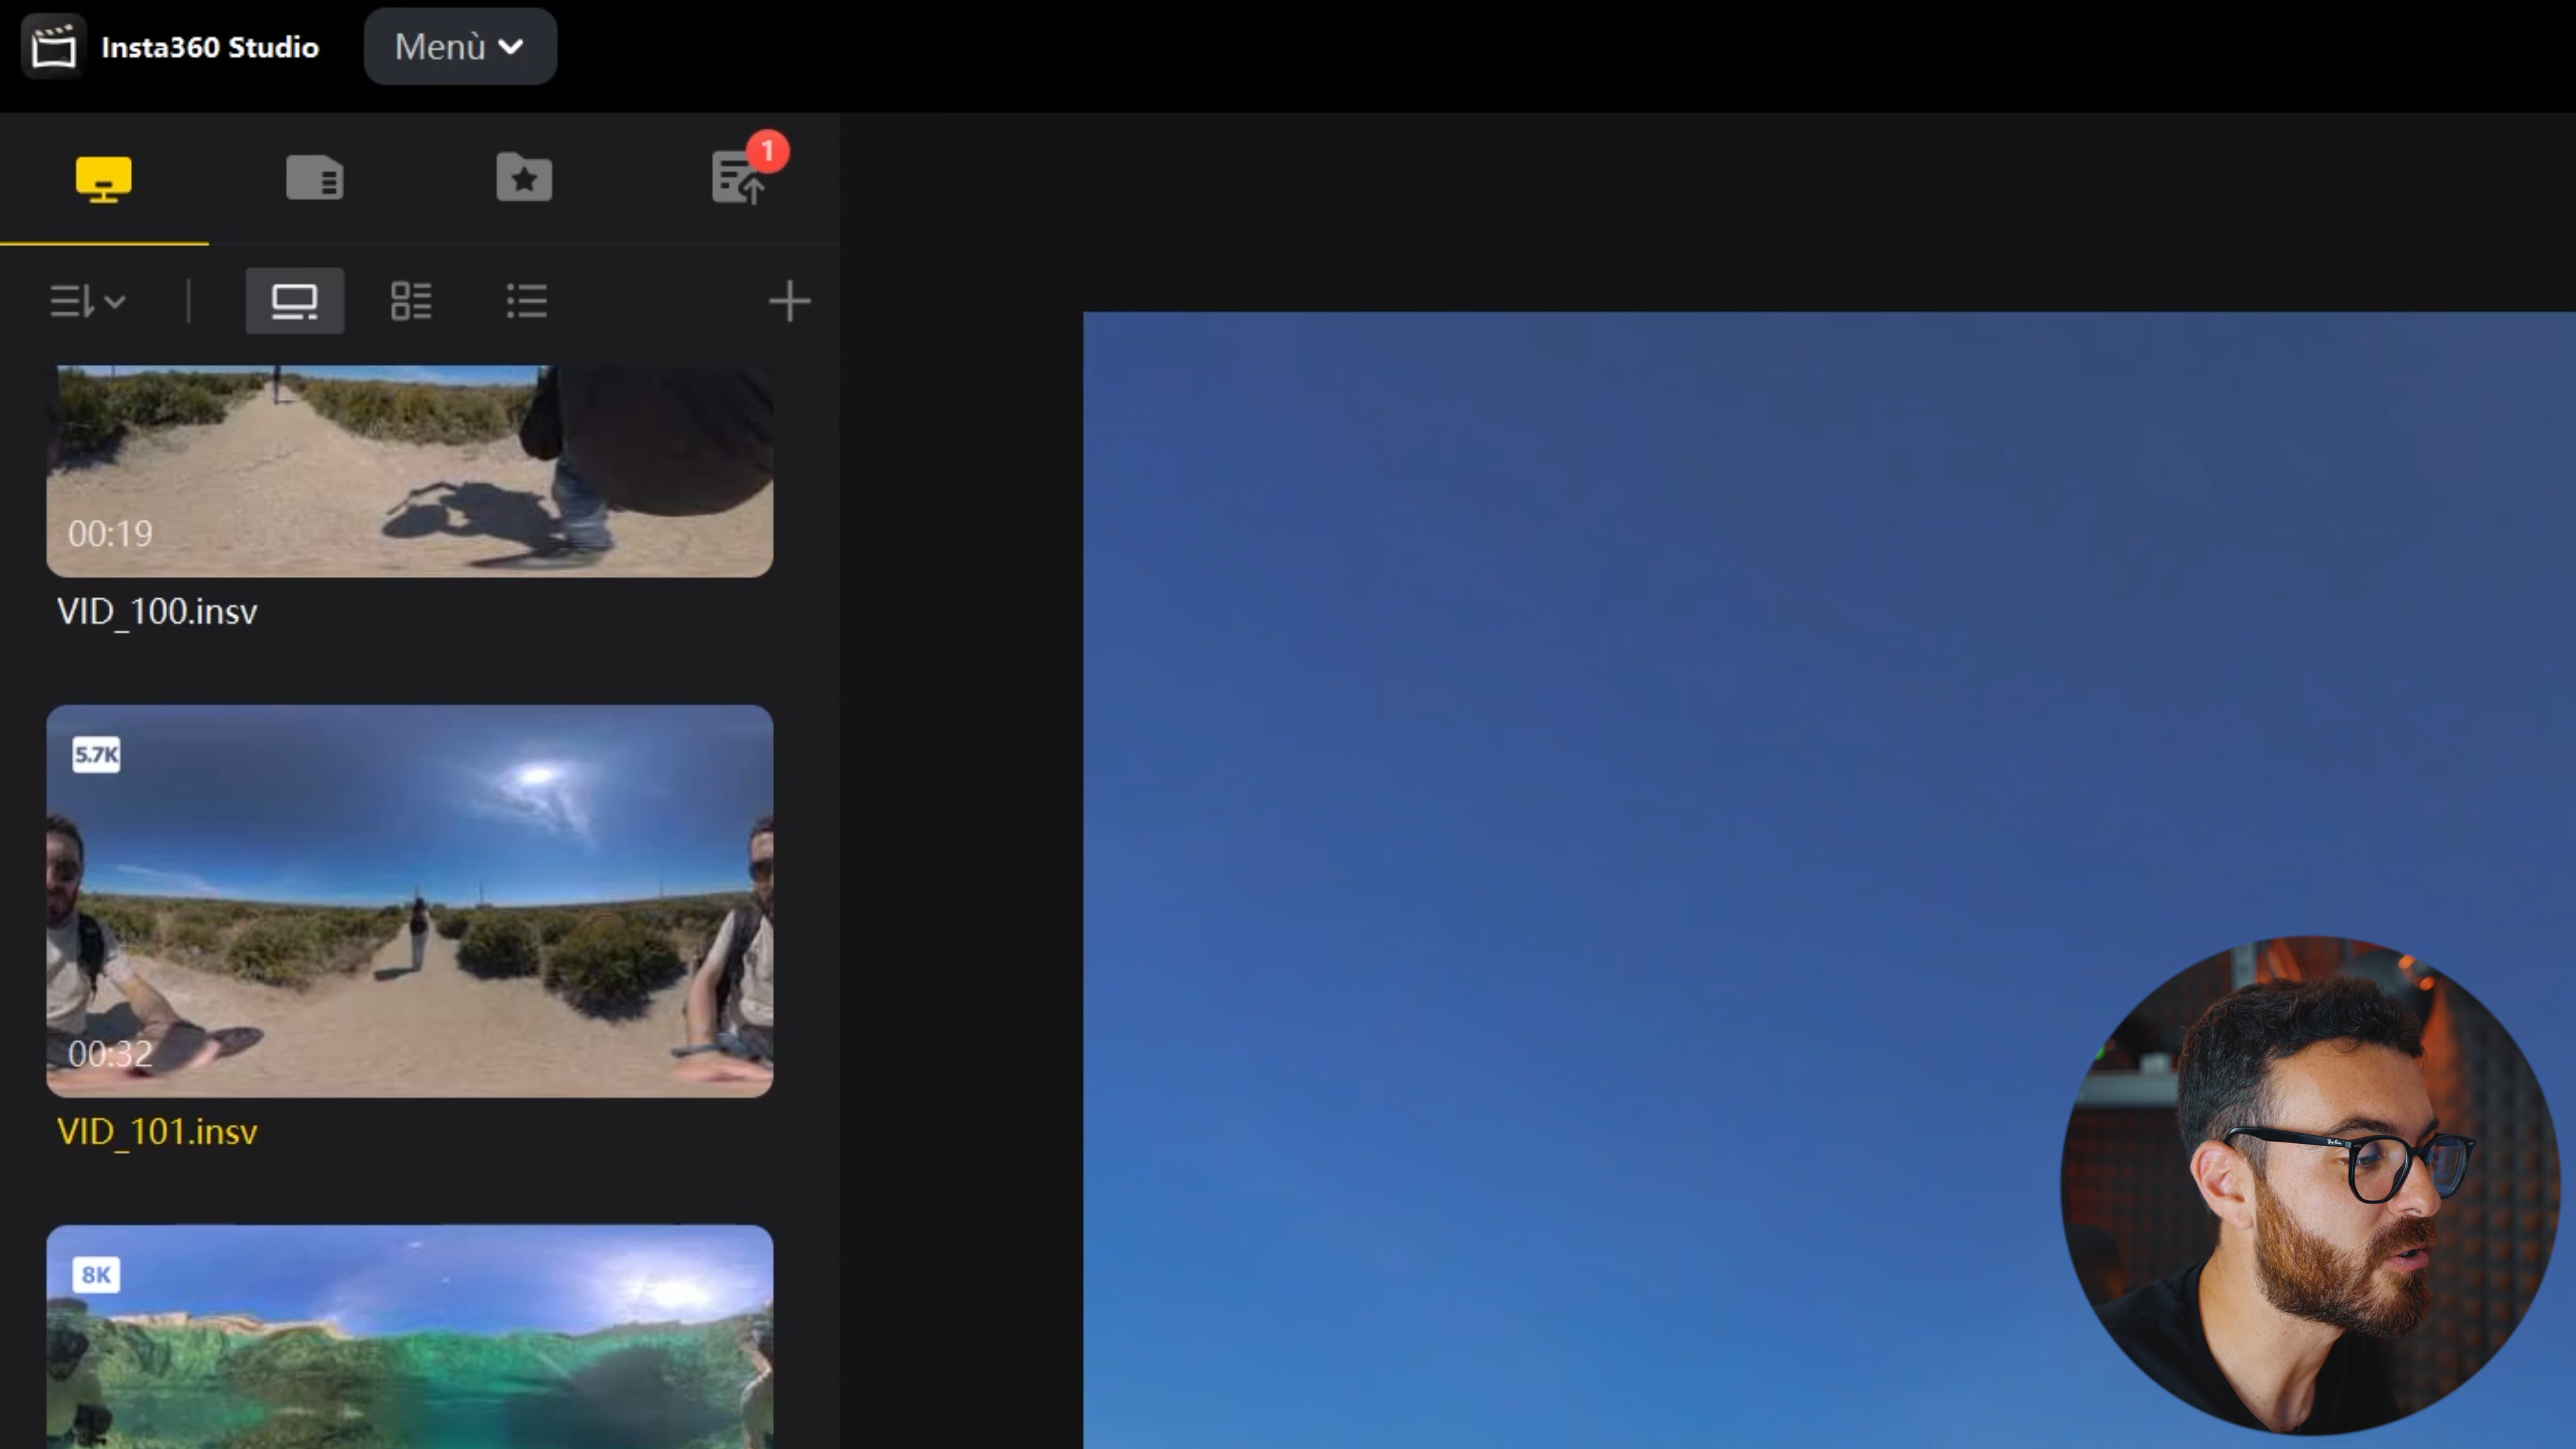 Insta360 Studio
Menù
1
00:19
VID_100.insv
5.7K
00:32
VID_101.insv
8K